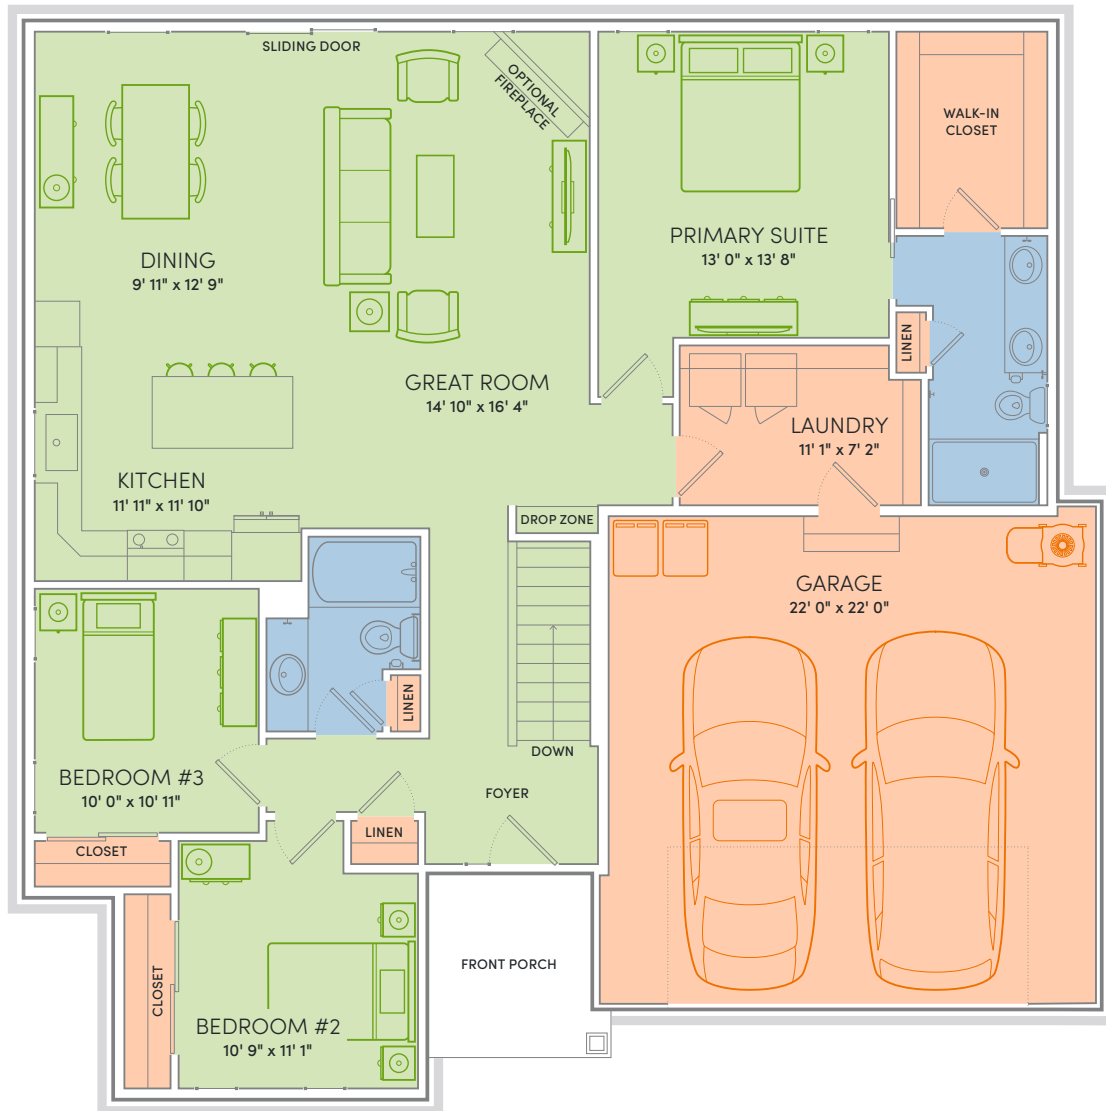 SLIDING DOOR
OPTIONAL
FIREPLACE
WALK-IN
CLOSET
DINING
9' 11" x 12' 9"
PRIMARY SUITE
13' 0" x 13' 8"
LINEN
GREAT ROOM
14' 10" x 16' 4"
LAUNDRY
11' 1" x 7' 2"
KITCHEN
11' 11" x 11' 10"
DROP ZONE
GARAGE
22' 0" x 22' 0"
LINEN
BEDROOM #3
10' 0" x 10' 11"
DOWN
FOYER
LINEN
CLOSET
CLOSET
FRONT PORCH
BEDROOM #2
10' 9" x 11' 1"